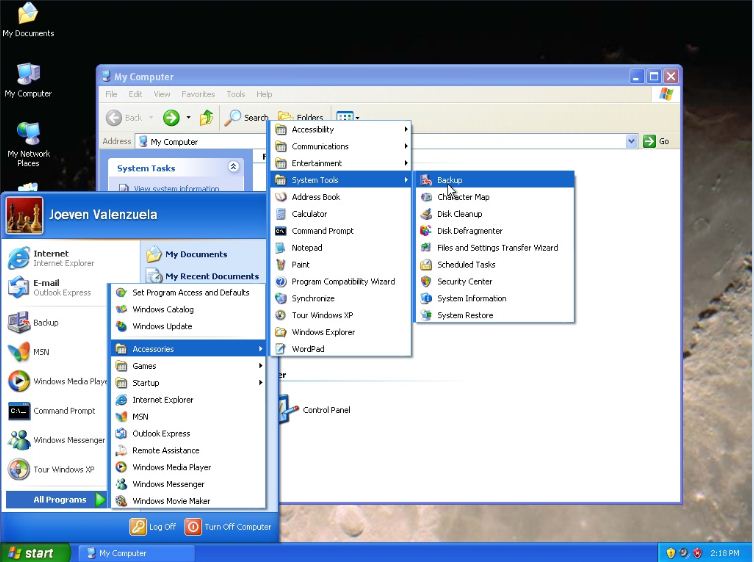 My Documents
My Computer
My Network
Places
My Computer
File Edit View Favorites Tools Help
Back Search Folders
Address My Computer Go
System Tasks
View system information
Joeven Valenzuela
Internet
Internet Explorer
E-mail
Outlook Express
Backup
MSN
Windows Media Playe
Command Prompt
Windows Messenger
Tour Windows XP
All Programs
My Documents
My Recent Documents
Set Program Access and Defaults
Windows Catalog
Windows Update
Accessories
Games
Startup
Internet Explorer
MSN
Outlook Express
Remote Assistance
Windows Media Player
Windows Messenger
Windows Movie Maker
Accessibility
Communications
Entertainment
System Tools
Address Book
Calculator
Command Prompt
Notepad
Paint
Program Compatibility Wizard
Synchronize
Tour Windows XP
Windows Explorer
WordPad
Backup
Character Map
Disk Cleanup
Disk Defragmenter
Files and Settings Transfer Wizard
Scheduled Tasks
Security Center
System Information
System Restore
er
Control Panel
Log Off Turn Off Computer
start My Computer 2:18 PM